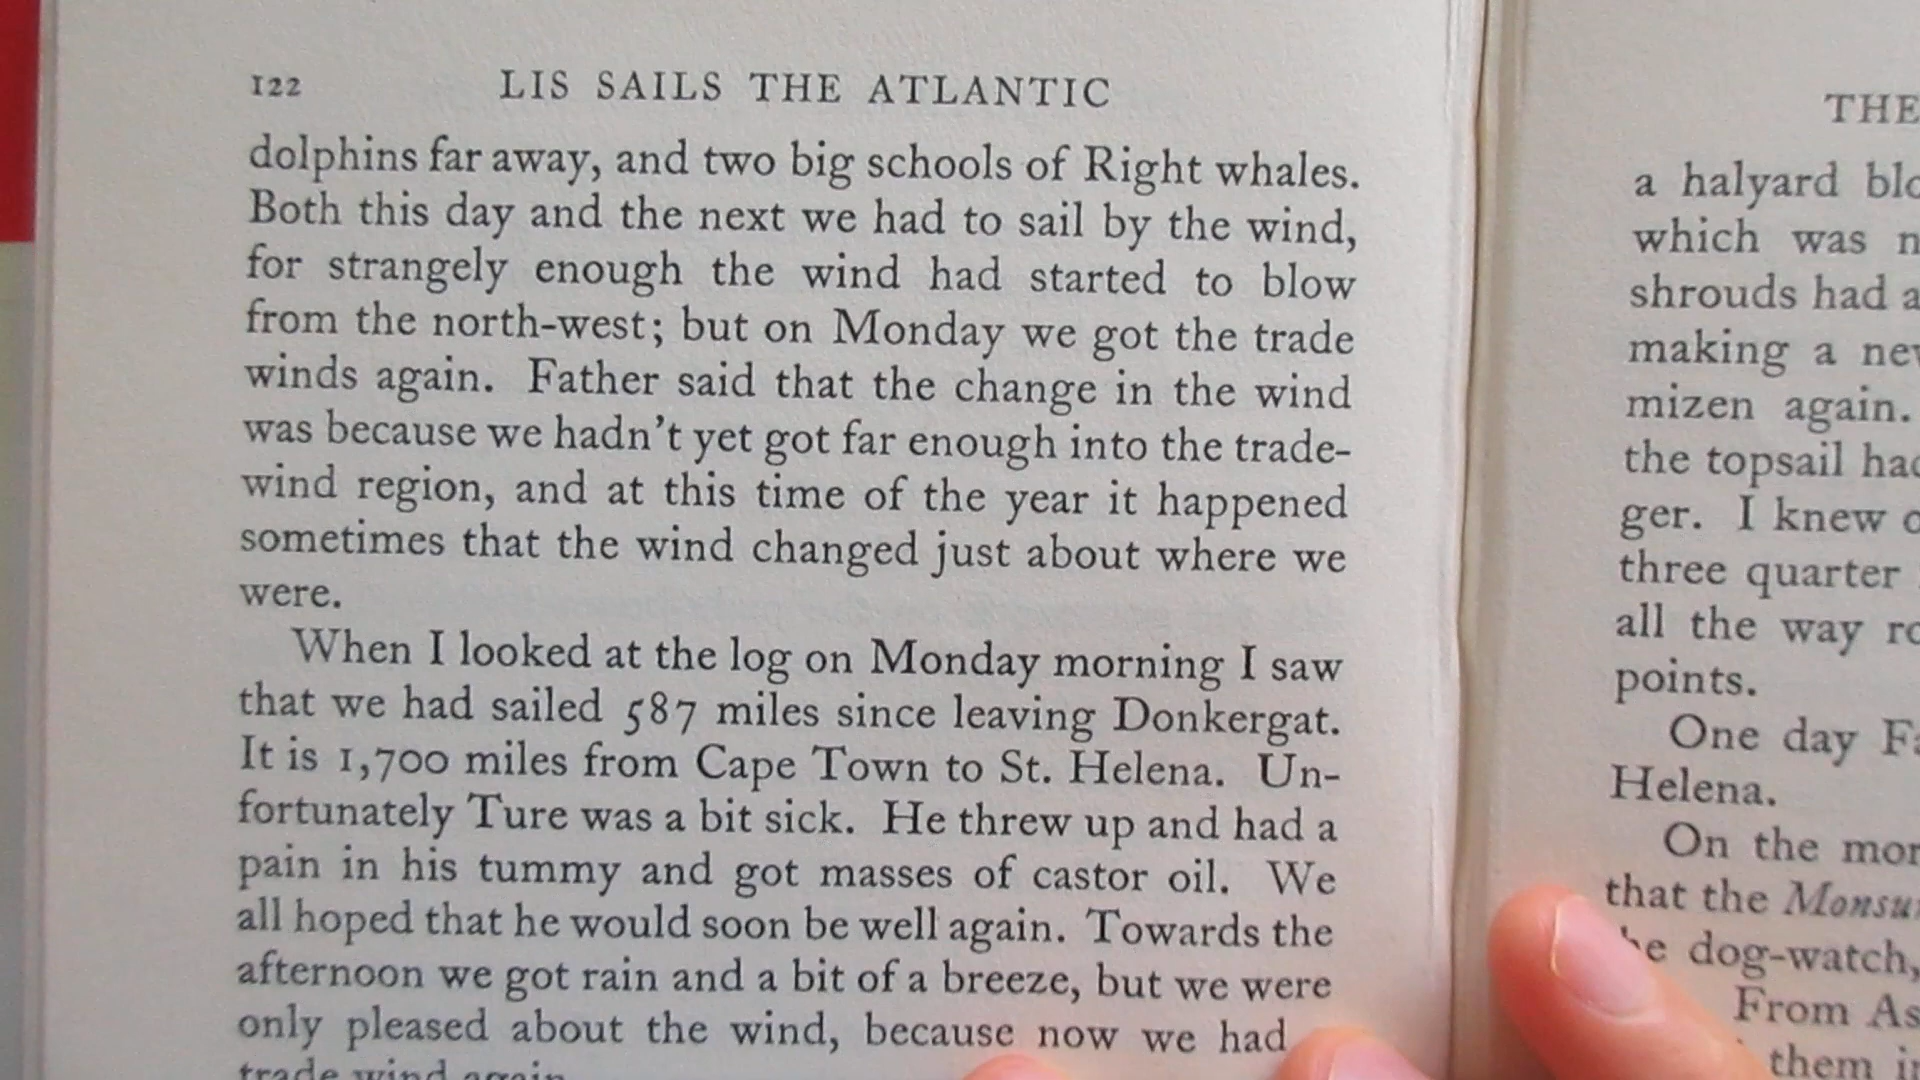 122 LIS SAILS THE ATLANTIC
dolphins far away, and two big schools of Right whales.
Both this day and the next we had to sail by the wind,
for strangely enough the wind had started to blow
from the north-west; but on Monday we got the trade
winds again. Father said that the change in the wind
was because we hadn't yet got far enough into the trade-
wind region, and at this time of the year it happened
sometimes that the wind changed just about where we
were.
When I looked at the log on Monday morning I saw
that we had sailed 587 miles since leaving Donkergat.
It is 1,700 miles from Cape Town to St. Helena. Un-
fortunately Ture was a bit sick. He threw up and had a
pain in his tummy and got masses of castor oil. We
all hoped that he would soon be well again. Towards the
afternoon we got rain and a bit of a breeze, but we were
only pleased about the wind, because now we had
trade wind again
THE
a halyard
which was
shrouds had
making a
mizen again.
the topsail
ger. I knew
three quarter
all the way
points.
One day
Helena.
On the
that the
dog-watch,
From
them